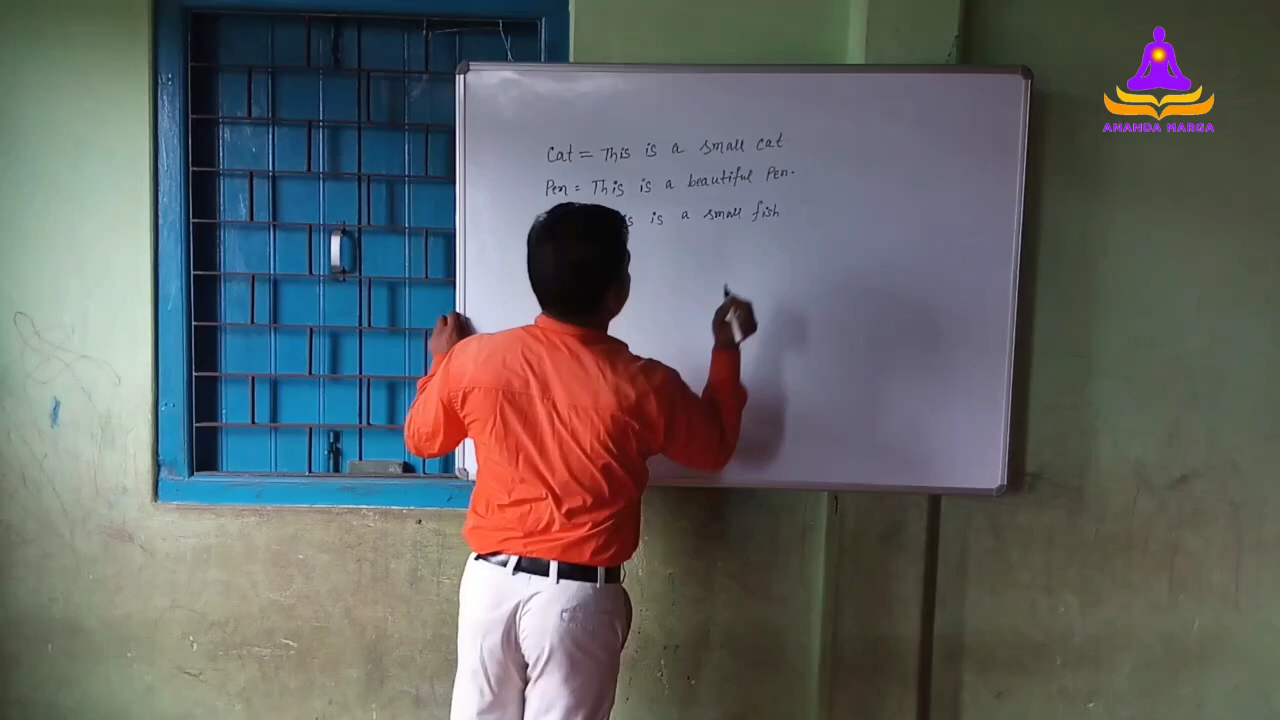 Cat = This is a small cat
Pen = This is a beautiful Pen.
is a small fish
ANANDA MARGA